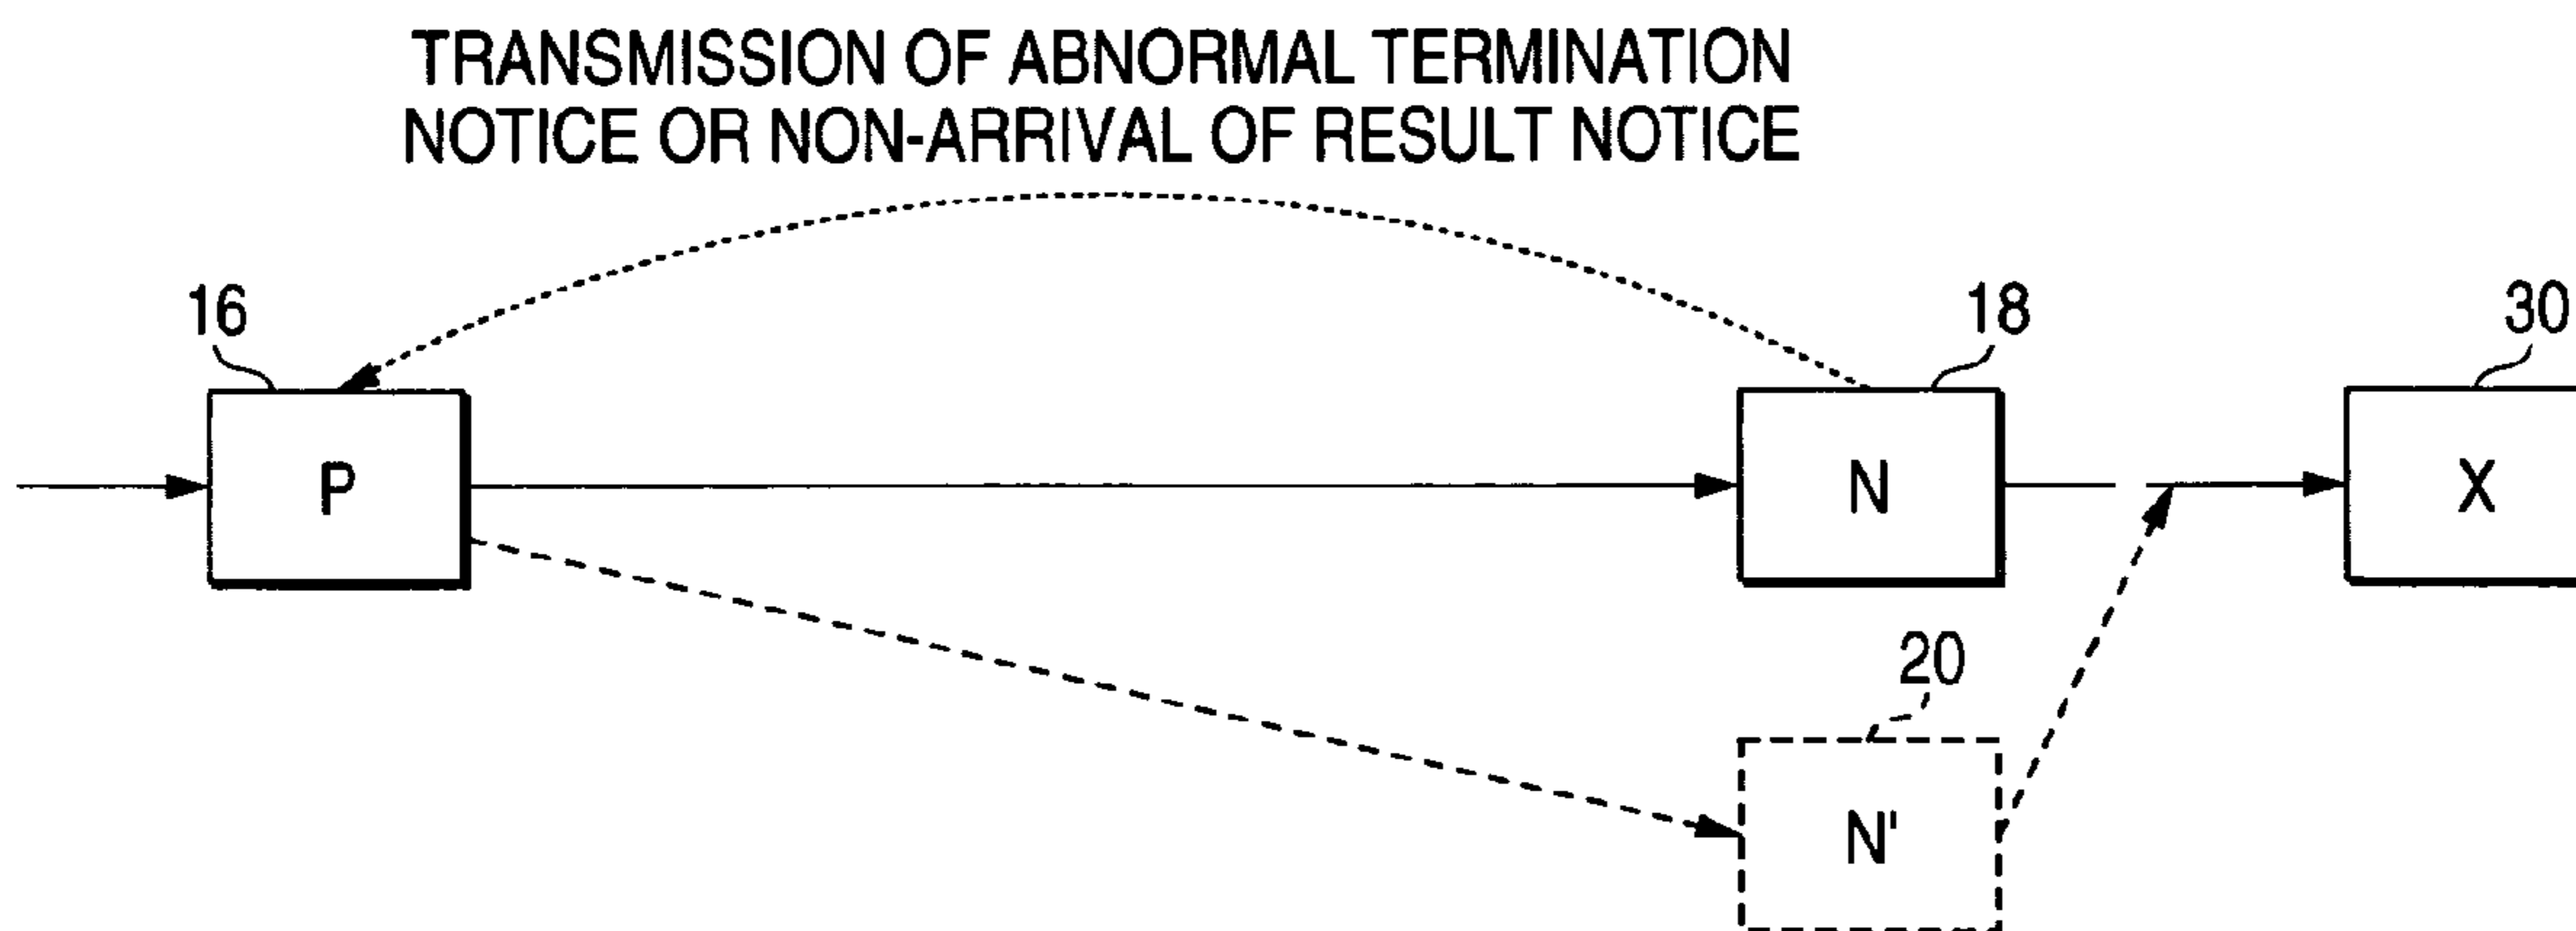 TRANSMISSION OF ABNORMAL TERMINATION
NOTICE OR NON-ARRIVAL OF RESULT NOTICE
16
18
30
P
N
X
20
N'